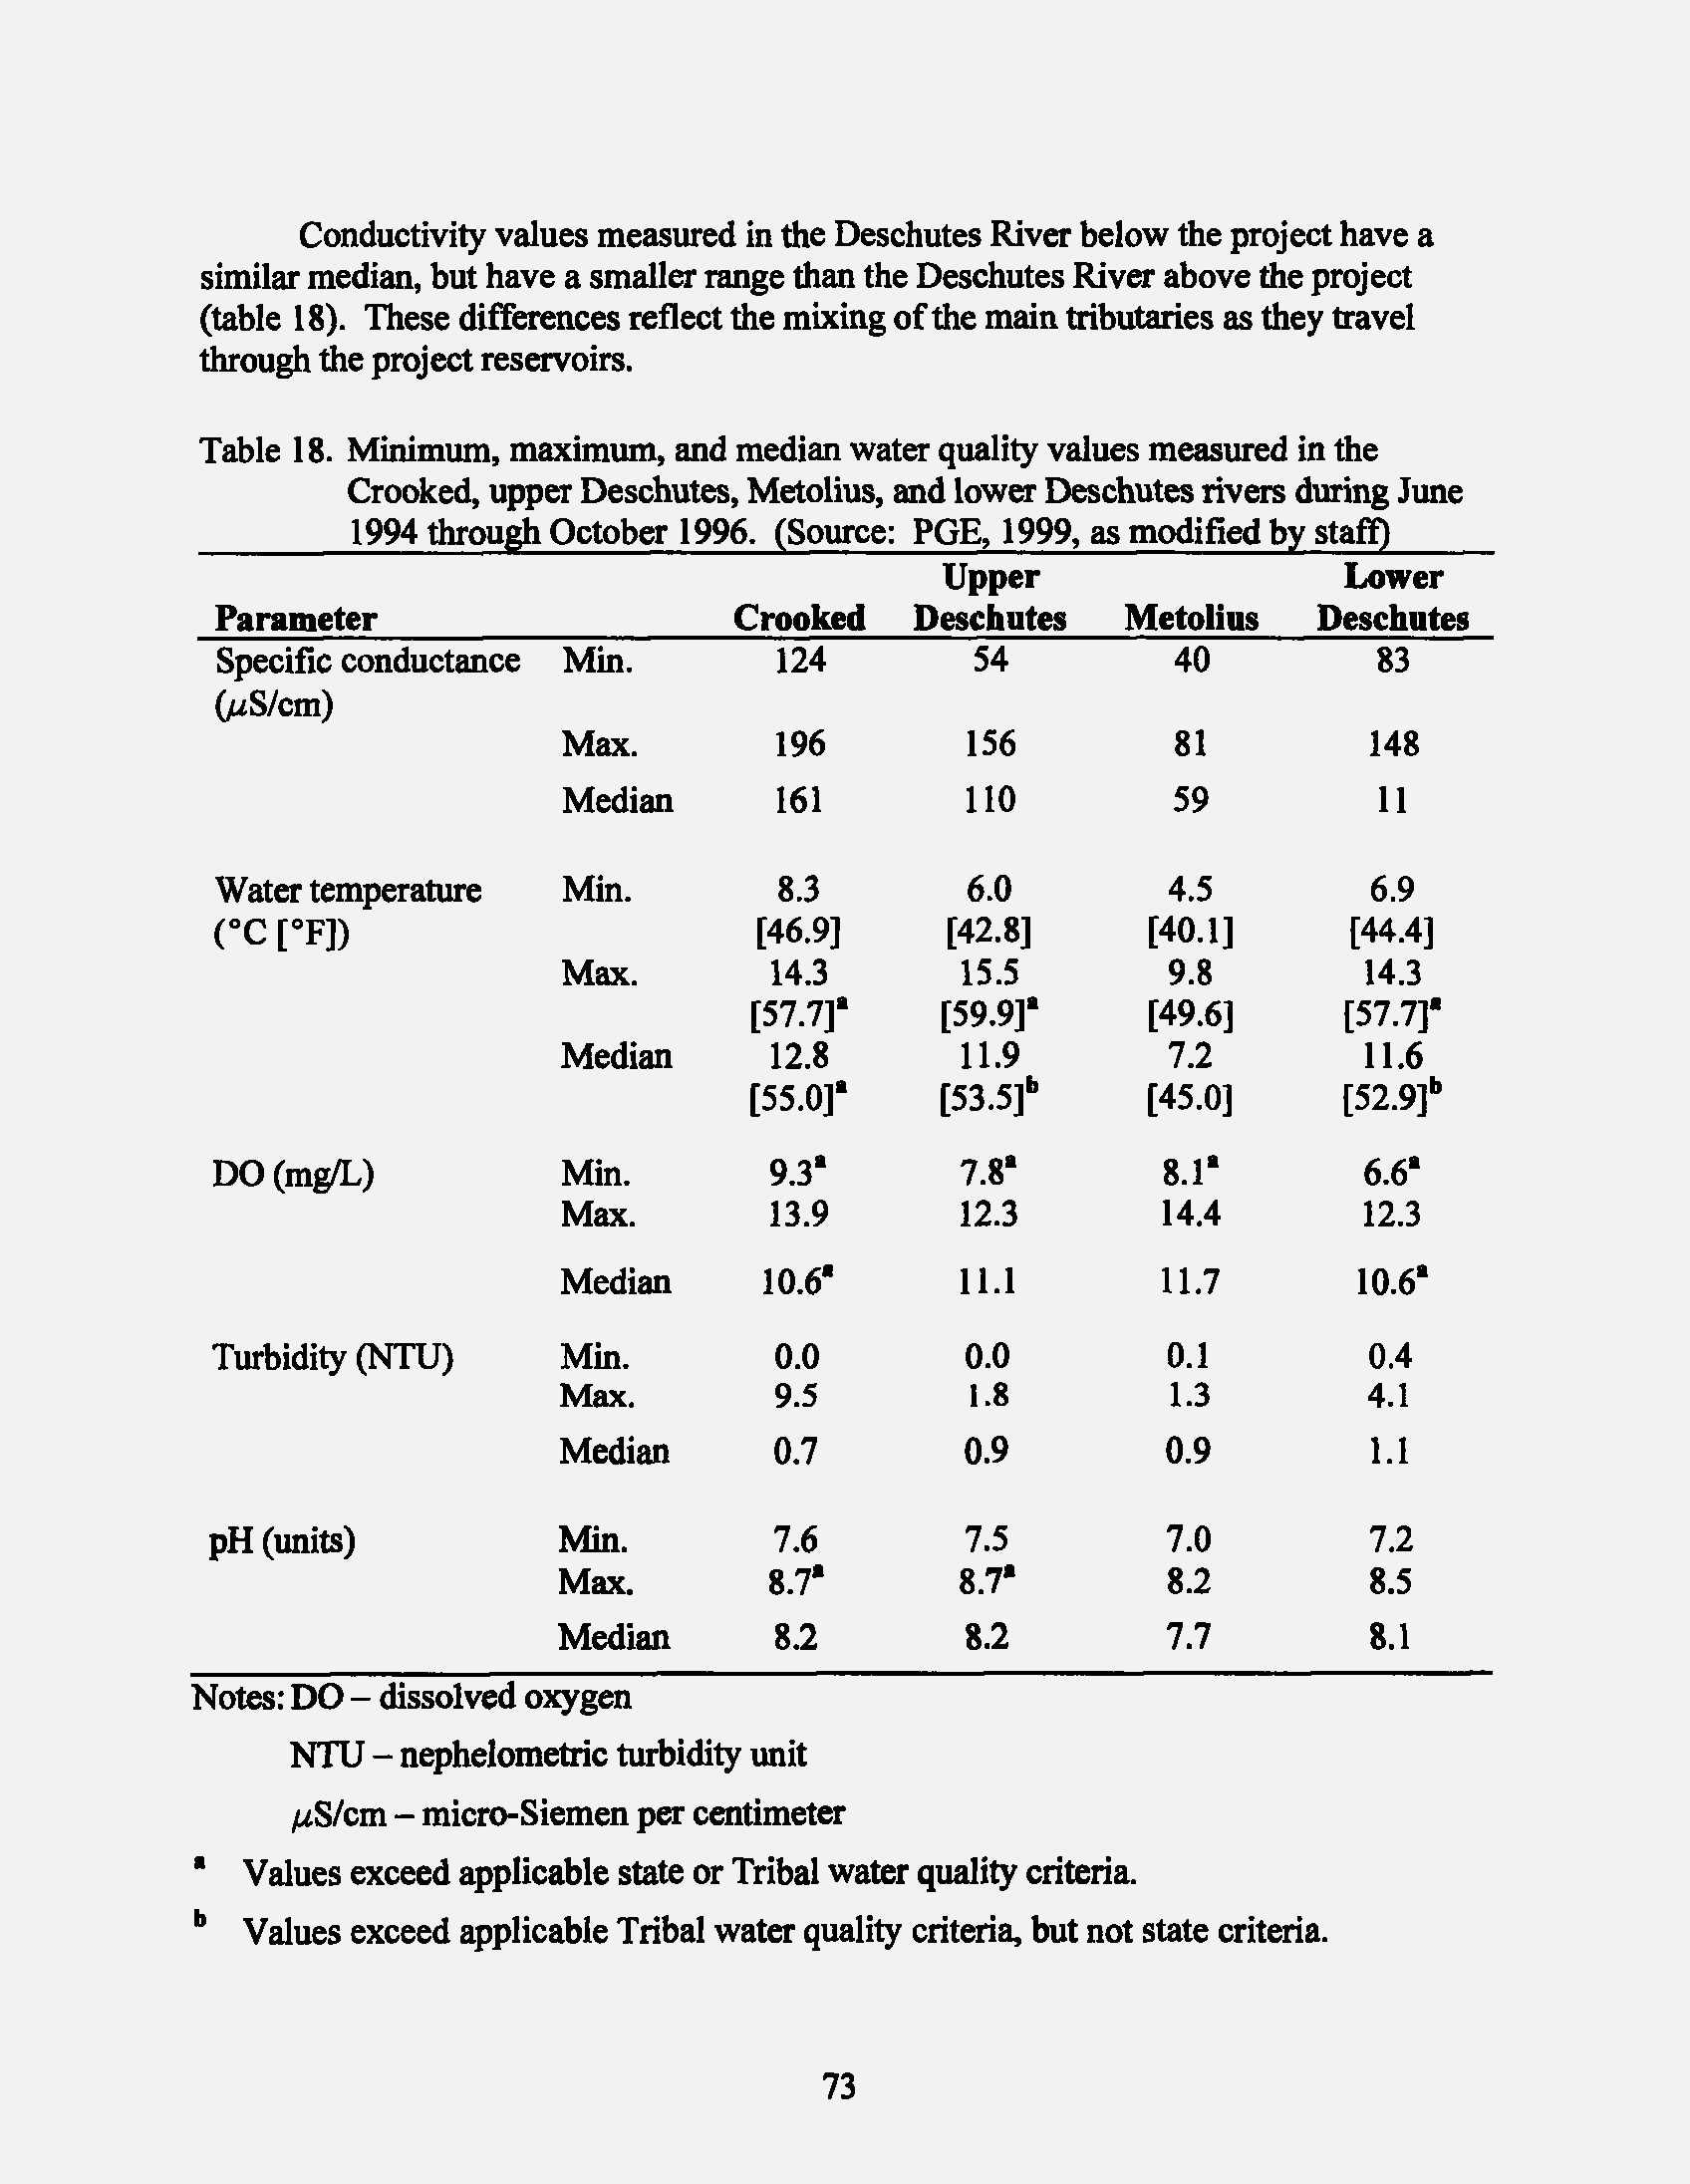 Conductivity values measured in the Deschutes River below the project have a
similar median, but have a smaller range than the Deschutes River above the project
(table 18). These differences reflect the mixing of the main tributaries as they travel
through the project reservoirs.
Table 18. Minimum, maximum, and median water quality values measured in the
Crooked, upper Deschutes, Metolius, and lower Deschutes rivers during June
1994 through October 1996. (Source: PGE, 1999, as modified by staff)
Upper Lower
Parameter Crooked Deschutes Metolius Deschutes
Specific conductance Min. 124 54 40 83
(µS/cm)
Max. 196 156 81 148
Median 161 110 59 11
Water temperature Min. 8.3 6.0 4.5 6.9
(°C [°F]) [46.9] [42.8] [40.1] [44.4]
Max. 14.3 15.5 9.8 14.3
[57.7]ª [59.9]ª [49.6] [57.7]ª
Median 12.8 11.9 7.2 11.6
[55.0]ª [53.5]ᵇ [45.0] [52.9]ᵇ
DO (mg/L) Min. 9.3ª 7.8ª 8.1ª 6.6ª
Max. 13.9 12.3 14.4 12.3
Median 10.6ª 11.1 11.7 10.6ª
Turbidity (NTU) Min. 0.0 0.0 0.1 0.4
Max. 9.5 1.8 1.3 4.1
Median 0.7 0.9 0.9 1.1
pH (units) Min. 7.6 7.5 7.0 7.2
Max. 8.7ª 8.7ª 8.2 8.5
Median 8.2 8.2 7.7 8.1
Notes: DO – dissolved oxygen
NTU – nephelometric turbidity unit
µS/cm – micro-Siemen per centimeter
ª Values exceed applicable state or Tribal water quality criteria.
ᵇ Values exceed applicable Tribal water quality criteria, but not state criteria.
73